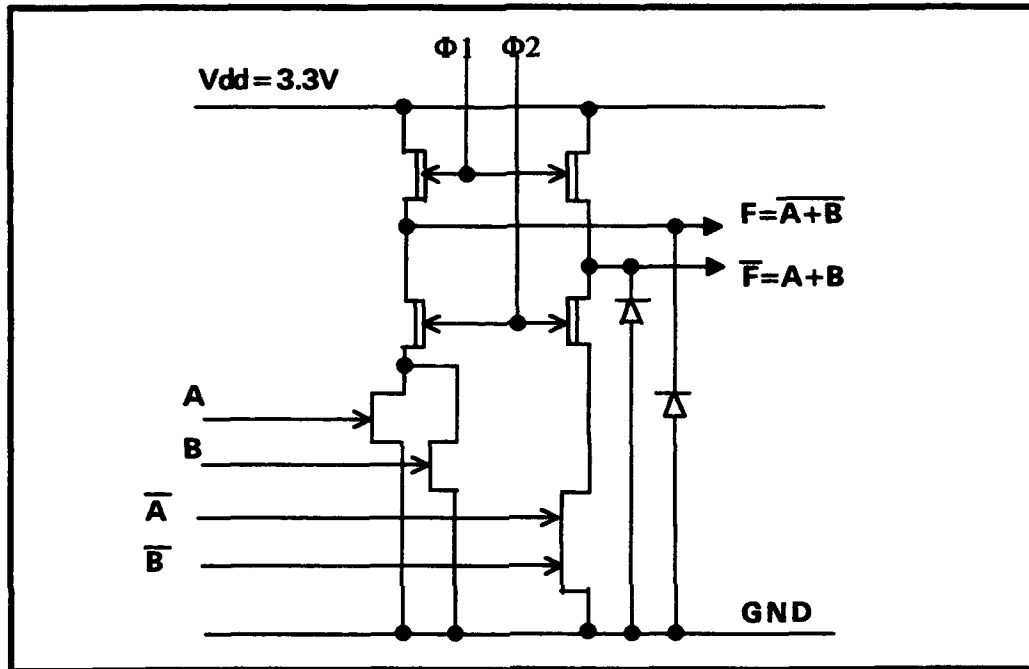 Φ1 Φ2
Vdd=3.3V
F=A̅+̅B̅
F̅=A+B
A
B
A̅
B̅
GND